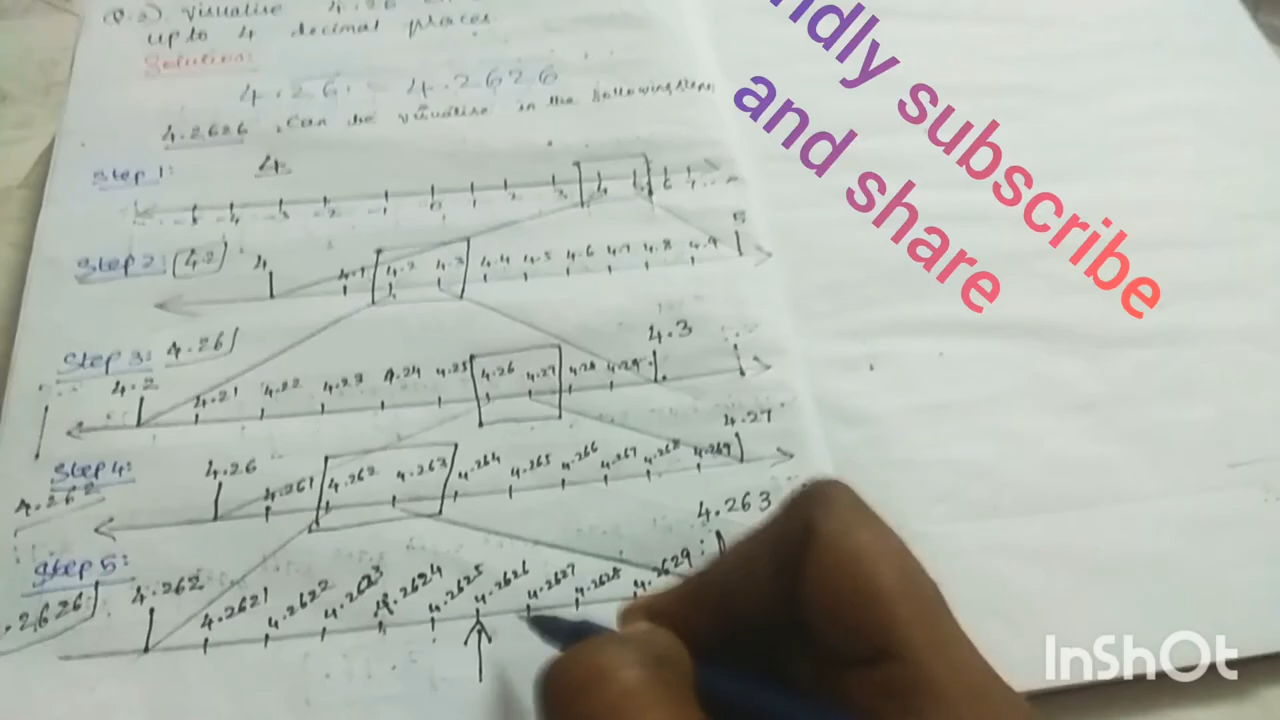 Q. 2) Visualise 4.26 on
upto 4 decimal places.
Solution:
4.26 = 4.2626
4.2626 can be visualise in the following steps
Step 1: 4
-5 -4 -3 -2 -1 0 1 2 3 4 5 6 7
Step 2: (4.2) 4 4.1 4.2 4.3 4.4 4.5 4.6 4.7 4.8 4.9 5
Step 3: 4.26
4.2 4.21 4.22 4.23 4.24 4.25 4.26 4.27 4.28 4.29 4.3
Step 4: 4.262
4.26 4.261 4.262 4.263 4.264 4.265 4.266 4.267 4.268 4.269 4.27
Step 5: .2626
4.262 4.2621 4.2622 4.2623 4.2624 4.2625 4.2626 4.2627 4.2628 4.2629 4.263
ndly subscribe
and share
InShOt